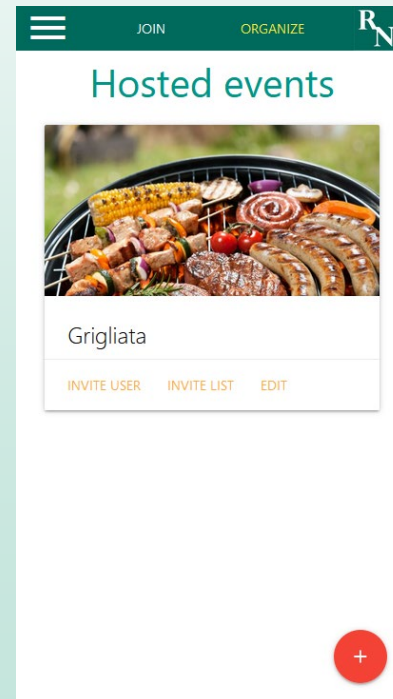 JOIN ORGANIZE RN
Hosted events
Grigliata
INVITE USER INVITE LIST EDIT
+